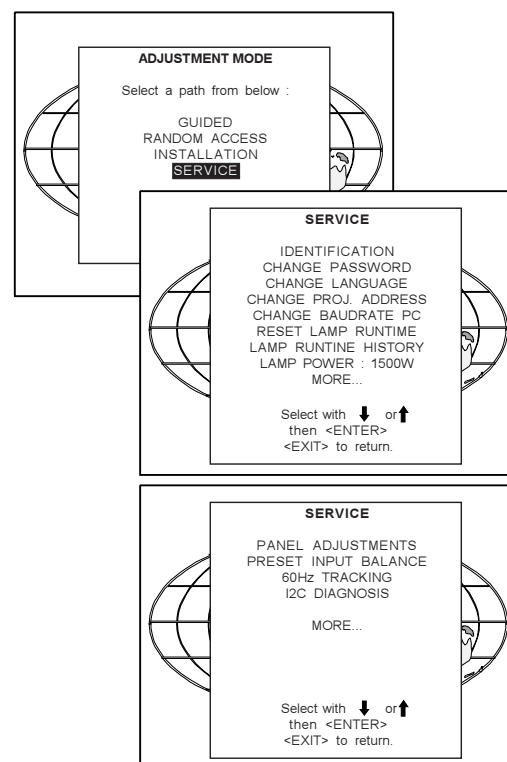 ADJUSTMENT MODE
Select a path from below :
GUIDED
RANDOM ACCESS
INSTALLATION
SERVICE
SERVICE
IDENTIFICATION
CHANGE PASSWORD
CHANGE LANGUAGE
CHANGE PROJ. ADDRESS
CHANGE BAUDRATE PC
RESET LAMP RUNTIME
LAMP RUNTINE HISTORY
LAMP POWER : 1500W
MORE...
Select with ⬇ or ⬆
then <ENTER>
<EXIT> to return.
SERVICE
PANEL ADJUSTMENTS
PRESET INPUT BALANCE
60Hz TRACKING
I2C DIAGNOSIS
MORE...
Select with ⬇ or ⬆
then <ENTER>
<EXIT> to return.